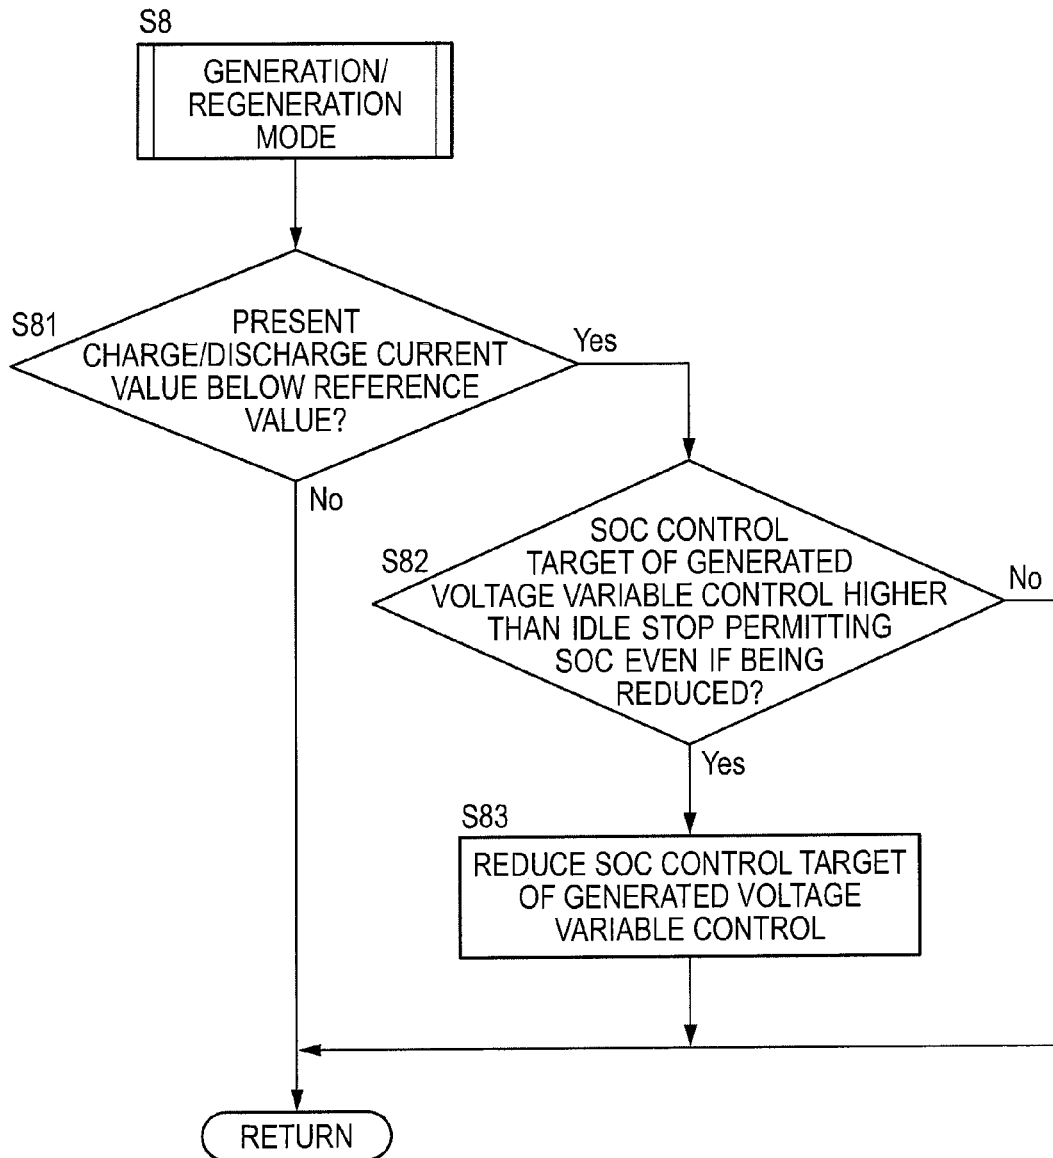 S8
GENERATION/
REGENERATION
MODE
S81
PRESENT
CHARGE/DISCHARGE CURRENT
VALUE BELOW REFERENCE
VALUE?
Yes
No
S82
SOC CONTROL
TARGET OF GENERATED
VOLTAGE VARIABLE CONTROL HIGHER
THAN IDLE STOP PERMITTING
SOC EVEN IF BEING
REDUCED?
No
Yes
S83
REDUCE SOC CONTROL TARGET
OF GENERATED VOLTAGE
VARIABLE CONTROL
RETURN